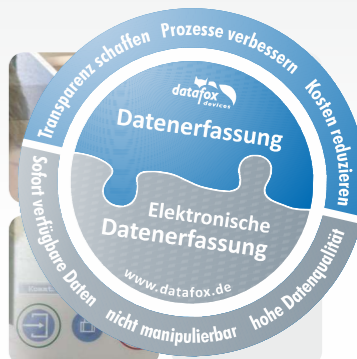 Transparenz schaffen
Prozesse verbessern
Kosten reduzieren
datafox
devices
Datenerfassung
Elektronische
Datenerfassung
www.datafox.de
Sofort verfügbare Daten
nicht manipulierbar
hohe Datenqualität